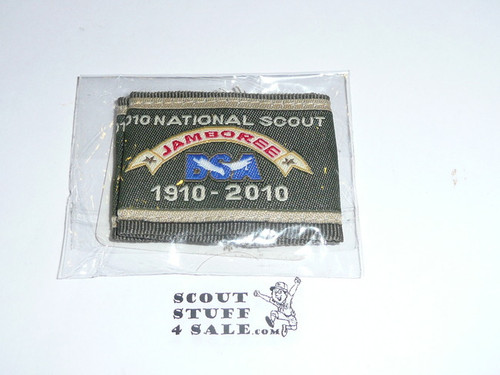 010 NATIONAL SCOUT
JAMBOREE
BSA
1910 - 2010
SCOUT
STUFF
4 SALE.COM